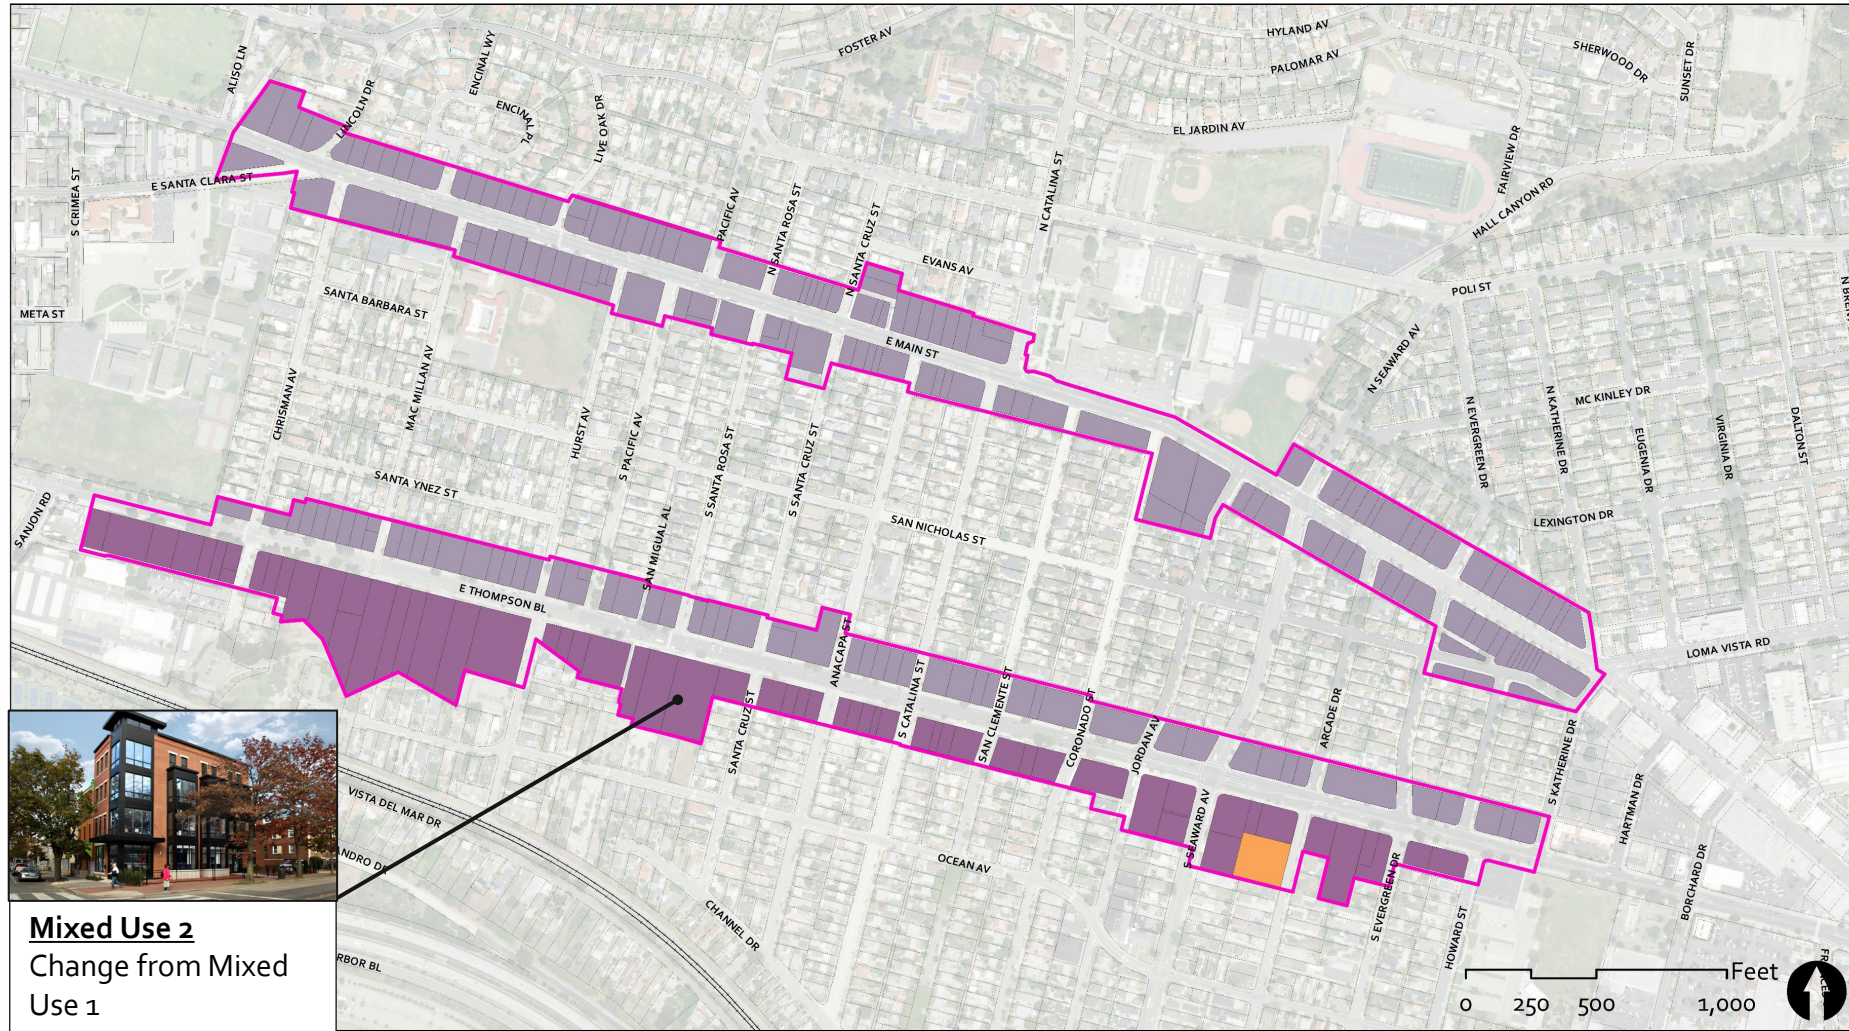 HYLAND AV
FOSTER AV
ENCINAL WY
SHERWOOD DR
SUNSET DR
ALISO LN
PALOMAR AV
LINCOLN DR
ENCINAL PL
LIVE OAK DR
EL JARDIN AV
FAIRVIEW DR
S CRIMEA ST
E SANTA CLARA ST
PACIFIC AV
N SANTA ROSA ST
N SANTA CRUZ ST
N CATALINA ST
HALL CANYON RD
EVANS AV
POLI ST
SANTA BARBARA ST
META ST
E MAIN ST
N SEAWARD AV
MAC MILLAN AV
CHRISMAN AV
HURST AV
S PACIFIC AV
S SANTA ROSA ST
S SANTA CRUZ ST
N EVERGREEN DR
N KATHERINE DR
MC KINLEY DR
EUGENIA DR
VIRGINIA DR
DALTON ST
SANTA YNEZ ST
SANJON RD
SAN MIGUAL AL
SAN NICHOLAS ST
LEXINGTON DR
E THOMPSON BL
ANACAPA ST
S CATALINA ST
SAN CLEMENTE ST
CORONADO ST
JORDAN AV
ARCADE DR
LOMA VISTA RD
SANTA CRUZ ST
S KATHERINE DR
HARTMAN DR
VISTA DEL MAR DR
ANDRO DR
OCEAN AV
S SEAWARD AV
S EVERGREEN DR
HOWARD ST
BORCHARD DR
CHANNEL DR
RBOR BL
Mixed Use 2
Change from Mixed
Use 1
Feet
0 250 500 1,000